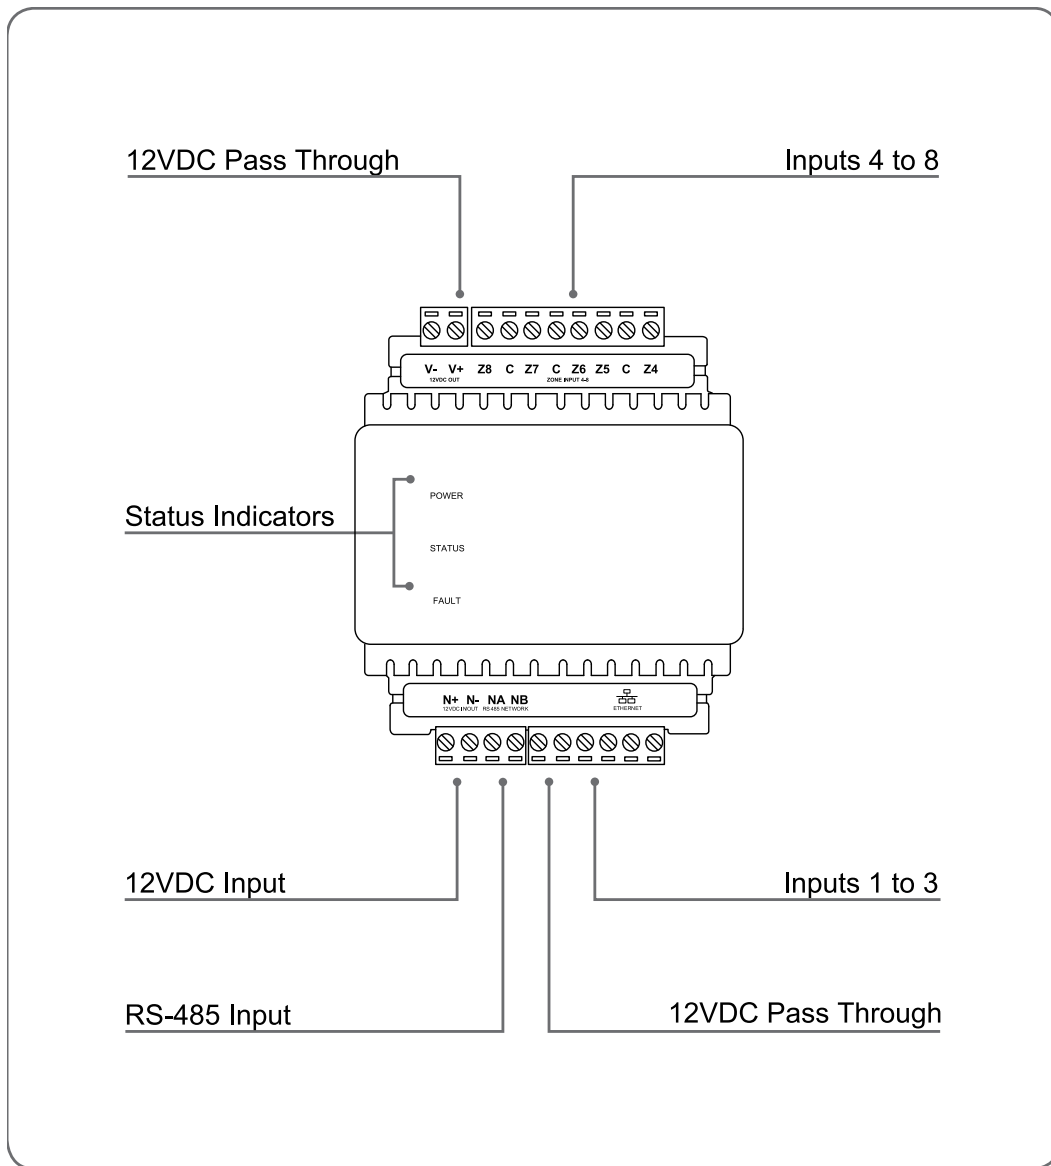 12VDC Pass Through
Inputs 4 to 8
V- V+ Z8 C Z7 C Z6 Z5 C Z4
12VDC OUT ZONE INPUT 4-8
POWER
Status Indicators
STATUS
FAULT
N+ N- NA NB
12VDC IN/OUT RS 485 NETWORK ETHERNET
12VDC Input
Inputs 1 to 3
RS-485 Input
12VDC Pass Through